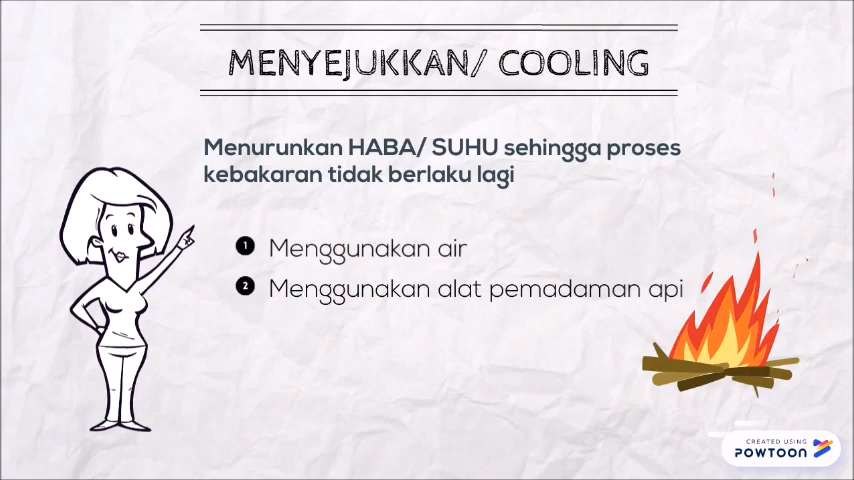 MENYEJUKKAN/ COOLING
Menurunkan HABA/ SUHU sehingga proses
kebakaran tidak berlaku lagi
1 Menggunakan air
2 Menggunakan alat pemadaman api
CREATED USING
POWTOON